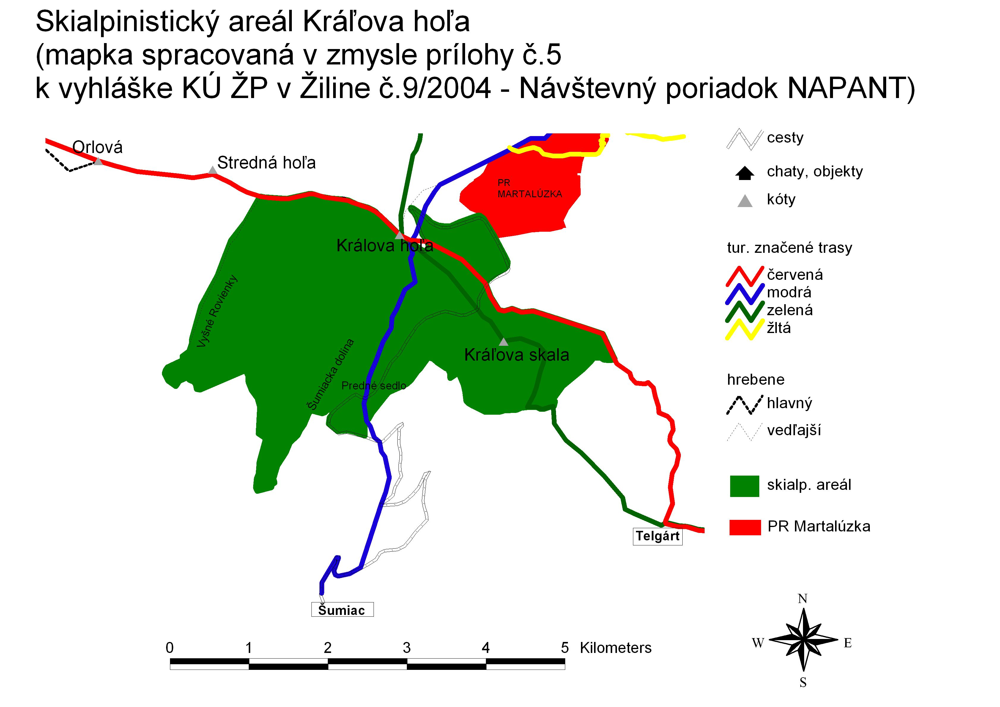 Skialpinistický areál Kráľova hoľa
(mapka spracovaná v zmysle prílohy č.5
k vyhláške KÚ ŽP v Žiline č.9/2004 - Návštevný poriadok NAPANT)
Orlová
Stredná hoľa
PR
MARTALÚZKA
Králova hoľa
Vyšné Rovienky
Šumiacka dolina
Predné sedlo
Kráľova skala
Telgárt
Šumiac
cesty
chaty, objekty
kóty
tur. značené trasy
červená
modrá
zelená
žltá
hrebene
hlavný
vedľajší
skialp. areál
PR Martalúzka
N
W E
S
0 1 2 3 4 5 Kilometers